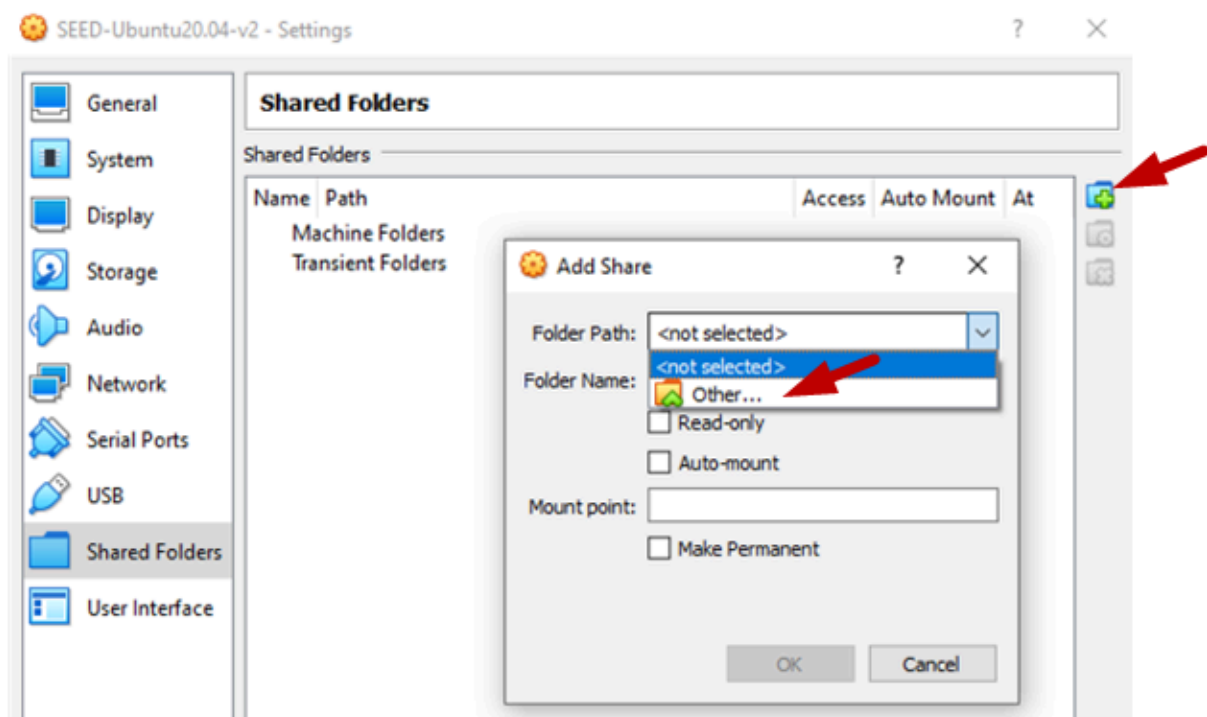 SEED-Ubuntu20.04-v2 - Settings ?
General
System
Display
Storage
Audio
Network
Serial Ports
USB
Shared Folders
User Interface
Shared Folders
Shared Folders
Name Path Access Auto Mount At
Machine Folders
Transient Folders
Add Share ?
Folder Path: <not selected>
<not selected>
Other...
Folder Name:
Read-only
Auto-mount
Mount point:
Make Permanent
OK Cancel